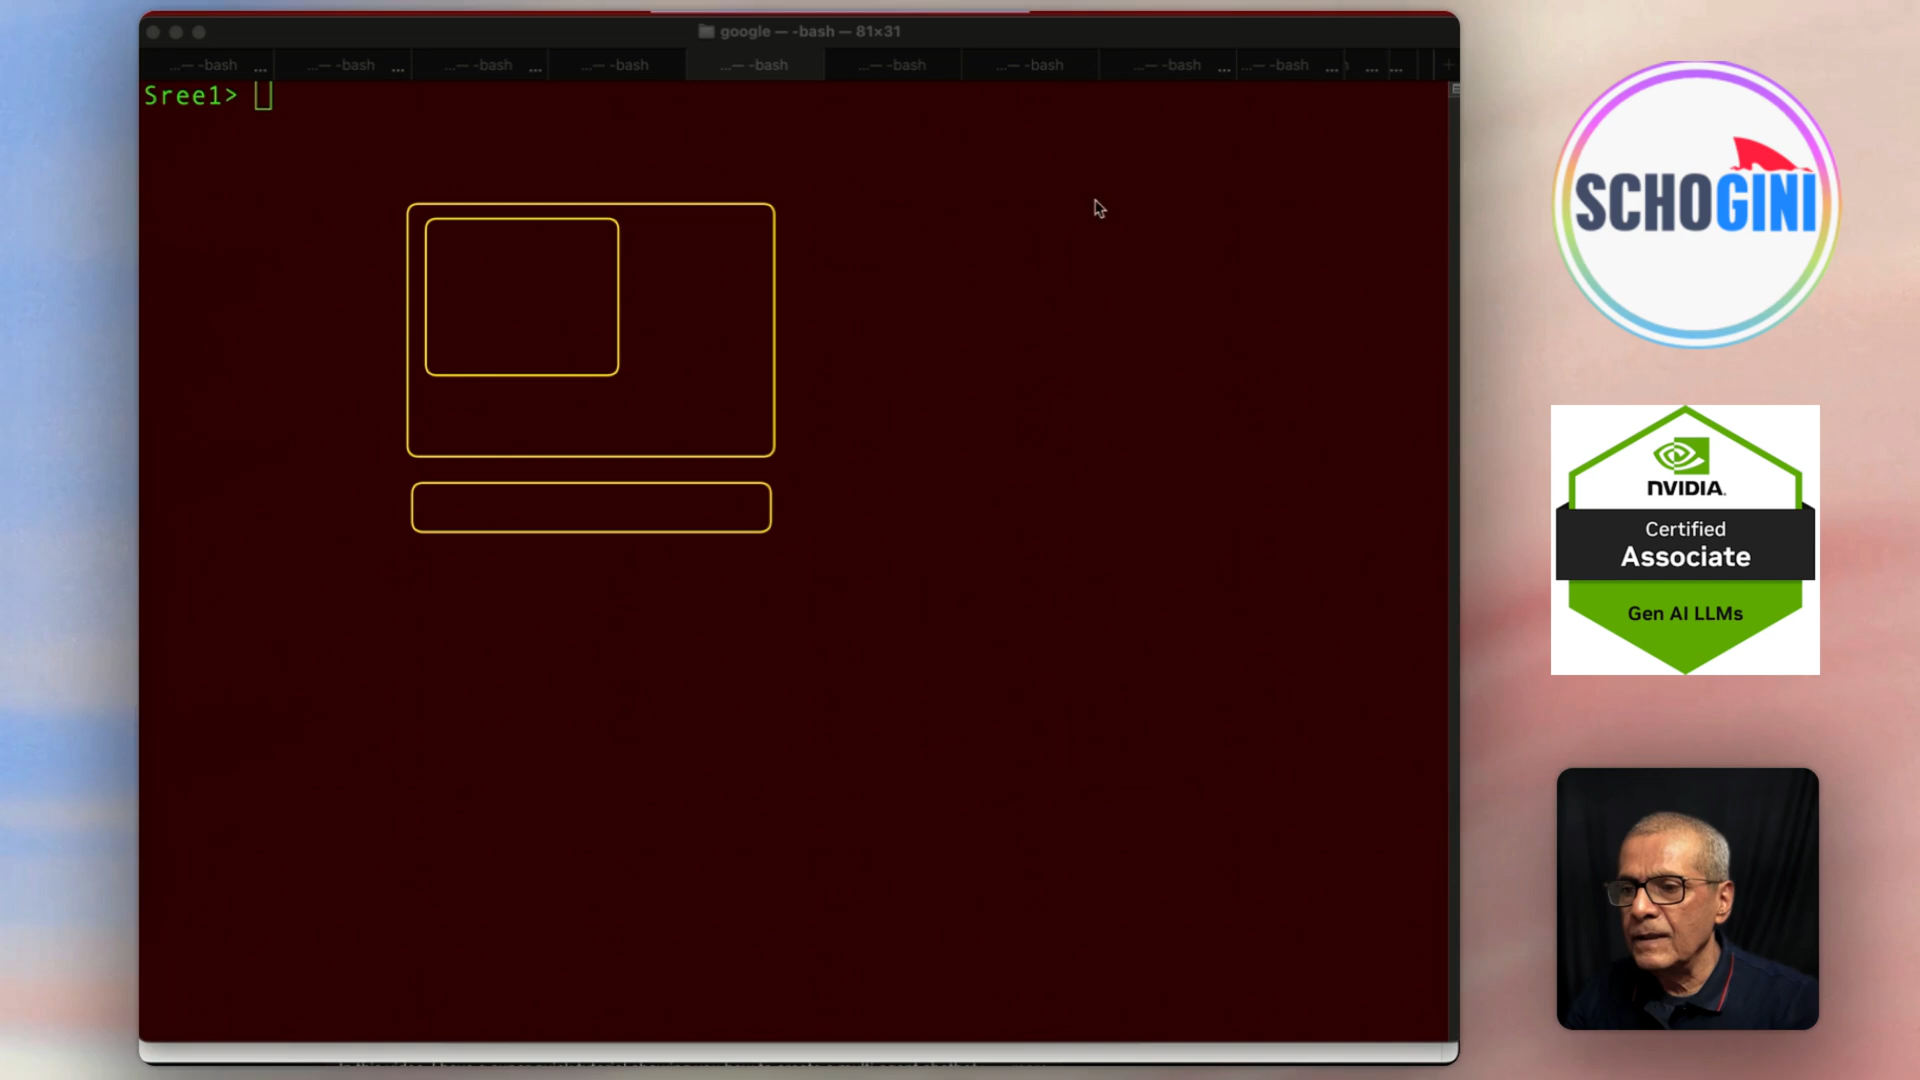 google — -bash — 81×31
...— -bash ... ...— -bash ... ...— -bash ... ...— -bash ...— -bash ...— -bash ...— -bash ...— -bash ... ...— -bash ... ... ...
Sree1>
SCHOGINI
NVIDIA.
Certified
Associate
Gen AI LLMs